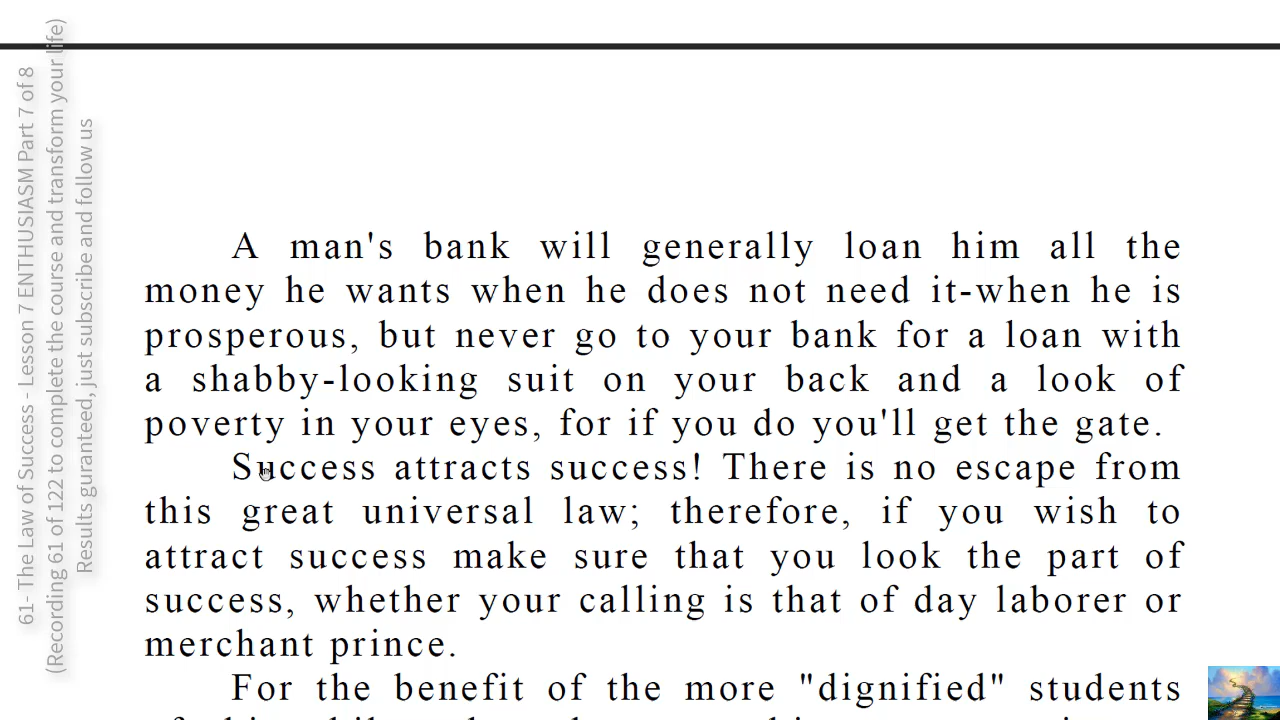 61- The Law of Success - Lesson 7 ENTHUSIASM Part 7 of 8
(Recording 61 of 122 to complete the course and transform your life)
Results guranteed, just subscribe and follow us
A man's bank will generally loan him all the
money he wants when he does not need it-when he is
prosperous, but never go to your bank for a loan with
a shabby-looking suit on your back and a look of
poverty in your eyes, for if you do you'll get the gate.
Success attracts success! There is no escape from
this great universal law; therefore, if you wish to
attract success make sure that you look the part of
success, whether your calling is that of day laborer or
merchant prince.
For the benefit of the more "dignified" students